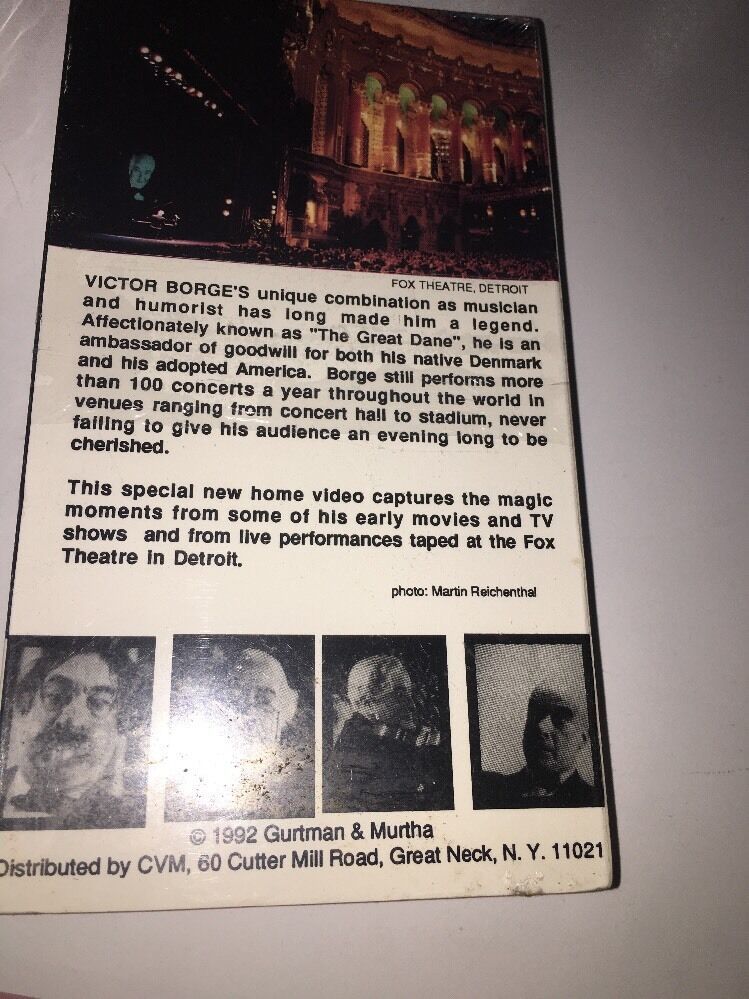 FOX THEATRE, DETROIT
VICTOR BORGE'S unique combination as musician
and humorist has long made him a legend.
Affectionately known as "The Great Dane", he is an
ambassador of goodwill for both his native Denmark
and his adopted America. Borge still performs more
than 100 concerts a year throughout the world in
venues ranging from concert hall to stadium, never
failing to give his audience an evening long to be
cherished.
This special new home video captures the magic
moments from some of his early movies and TV
shows and from live performances taped at the Fox
Theatre in Detroit.
photo: Martin Reichenthal
© 1992 Gurtman & Murtha
Distributed by CVM, 60 Cutter Mill Road, Great Neck, N. Y. 11021